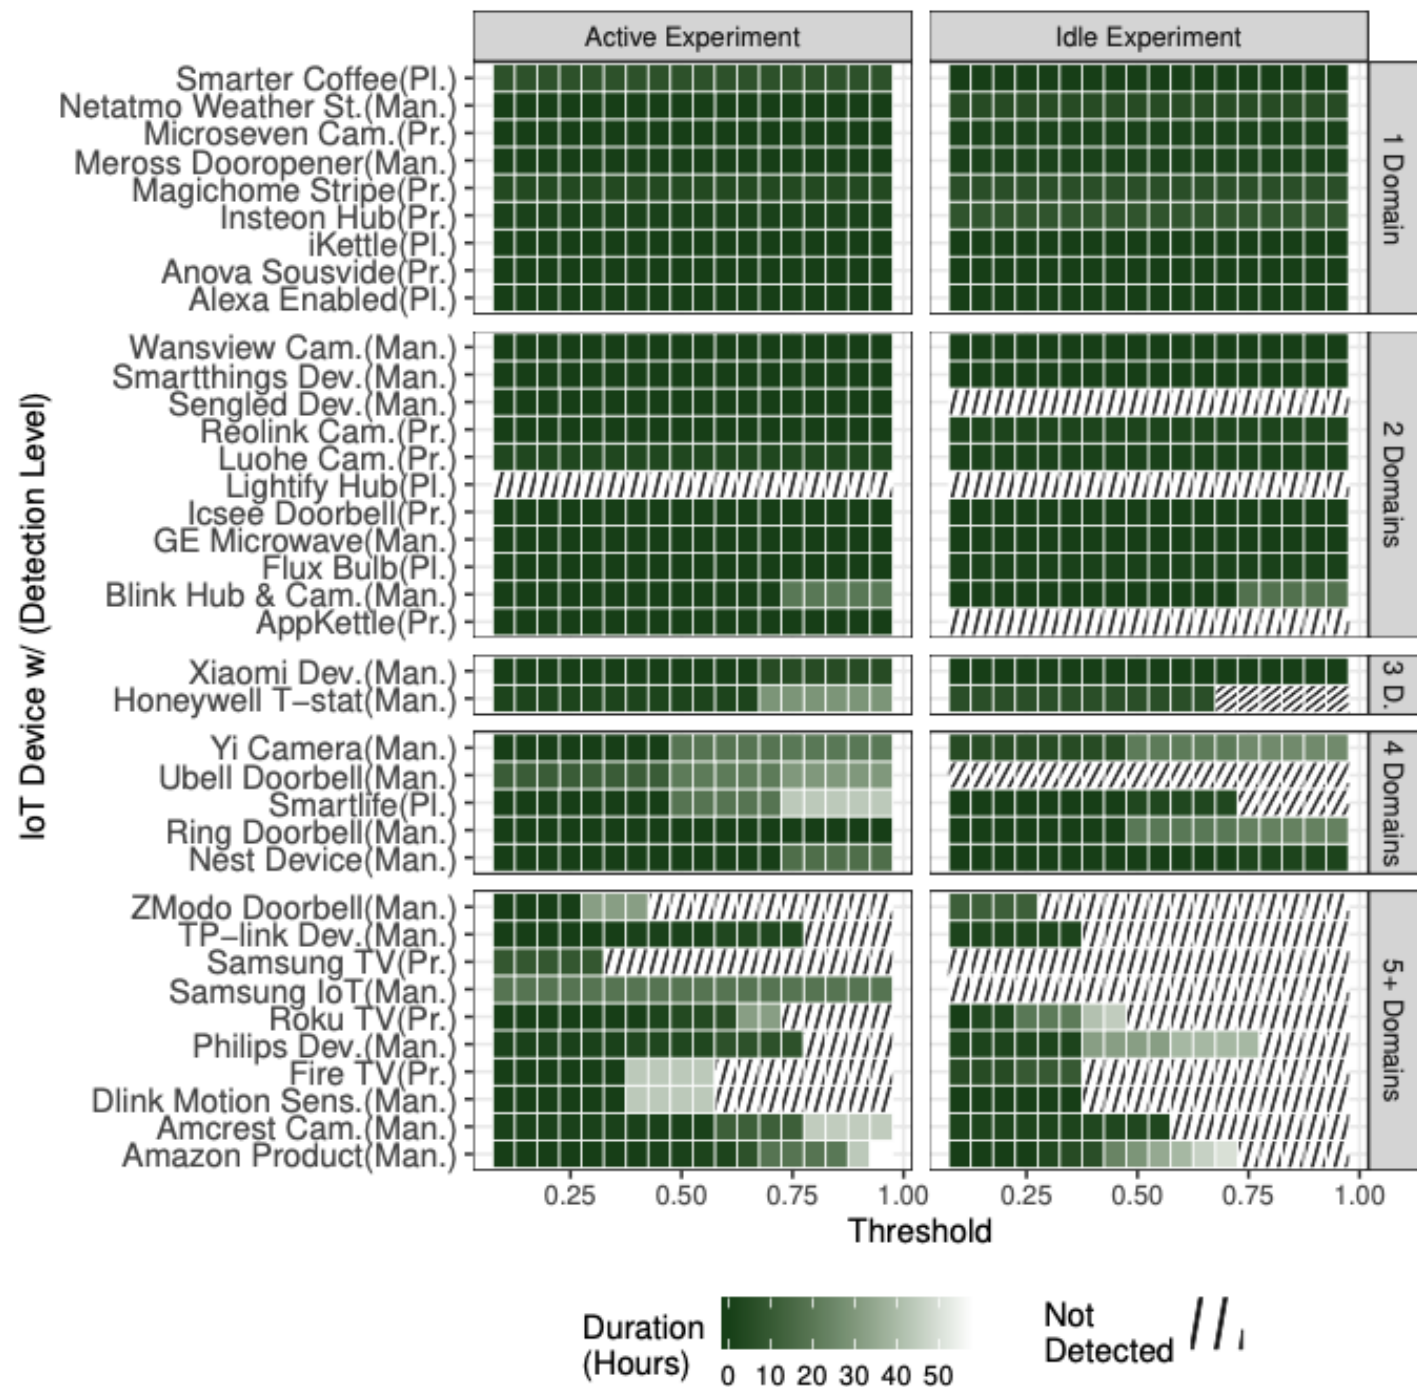 Active Experiment
Idle Experiment
IoT Device w/ (Detection Level)
Smarter Coffee(Pl.)
Netatmo Weather St.(Man.)
Microseven Cam.(Pr.)
Meross Dooropener(Man.)
Magichome Stripe(Pr.)
Insteon Hub(Pr.)
iKettle(Pl.)
Anova Sousvide(Pr.)
Alexa Enabled(Pl.)
1 Domain
Wansview Cam.(Man.)
Smartthings Dev.(Man.)
Sengled Dev.(Man.)
Reolink Cam.(Pr.)
Luohe Cam.(Pr.)
Lightify Hub(Pl.)
Icsee Doorbell(Pr.)
GE Microwave(Man.)
Flux Bulb(Pl.)
Blink Hub & Cam.(Man.)
AppKettle(Pr.)
2 Domains
Xiaomi Dev.(Man.)
Honeywell T−stat(Man.)
3 D.
Yi Camera(Man.)
Ubell Doorbell(Man.)
Smartlife(Pl.)
Ring Doorbell(Man.)
Nest Device(Man.)
4 Domains
ZModo Doorbell(Man.)
TP−link Dev.(Man.)
Samsung TV(Pr.)
Samsung IoT(Man.)
Roku TV(Pr.)
Philips Dev.(Man.)
Fire TV(Pr.)
Dlink Motion Sens.(Man.)
Amcrest Cam.(Man.)
Amazon Product(Man.)
5+ Domains
0.25 0.50 0.75 1.00
0.25 0.50 0.75 1.00
Threshold
Duration
(Hours)
0 10 20 30 40 50
Not
Detected